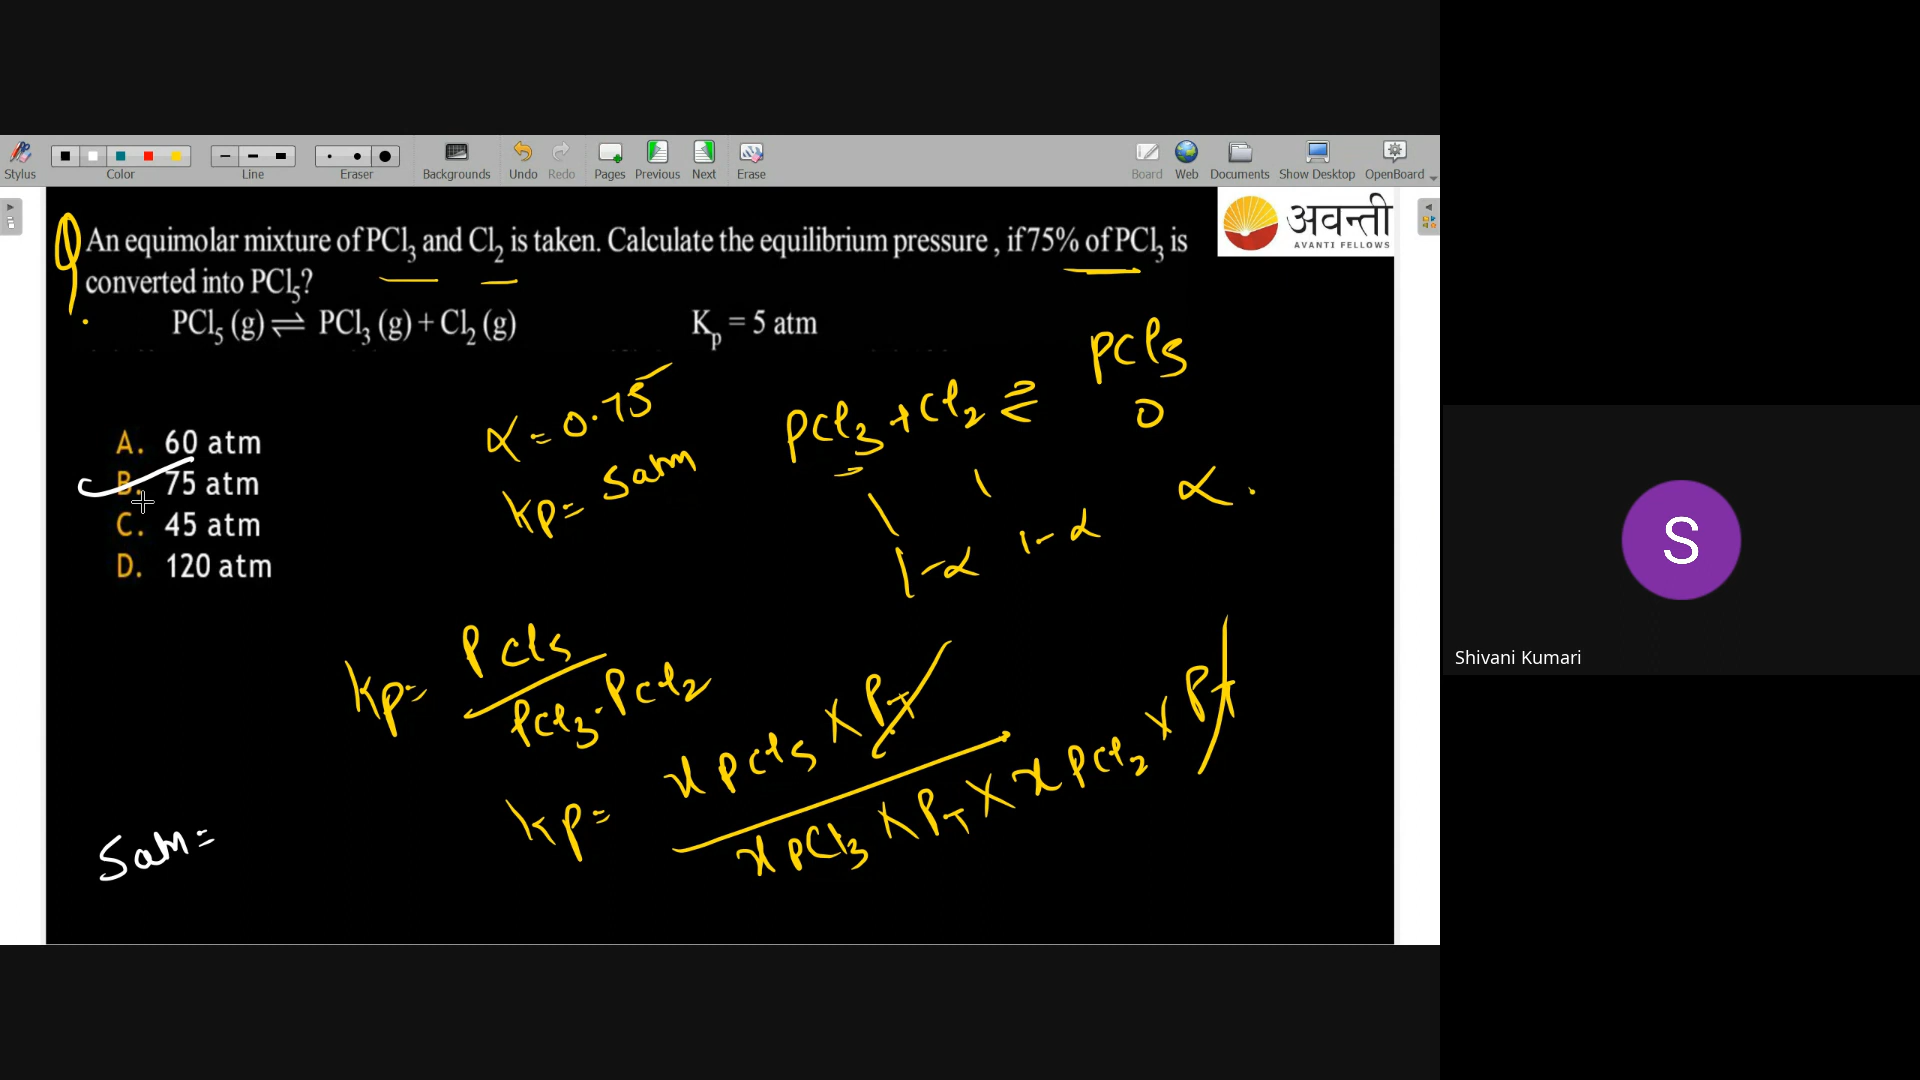 Stylus Color Line Eraser Backgrounds Undo Redo Pages Previous Next Erase Board Web Documents Show Desktop OpenBoard
अवन्ती
AVANTI FELLOWS
Q. An equimolar mixture of PCl3 and Cl2 is taken. Calculate the equilibrium pressure , if 75% of PCl3 is
converted into PCl5?
PCl5 (g) ⇌ PCl3 (g) + Cl2 (g) Kp = 5 atm
A. 60 atm
B. 75 atm
C. 45 atm
D. 120 atm
α = 0.75
Kp = 5atm
PCl3 + Cl2 ⇌ PCl5
1 1 0
1-α 1-α α.
Kp = PCl5 / PCl3 . PCl2
Kp = x PCl5 X PT / x PCl3 X PT X x PCl2 X PT
5atm =
S
Shivani Kumari